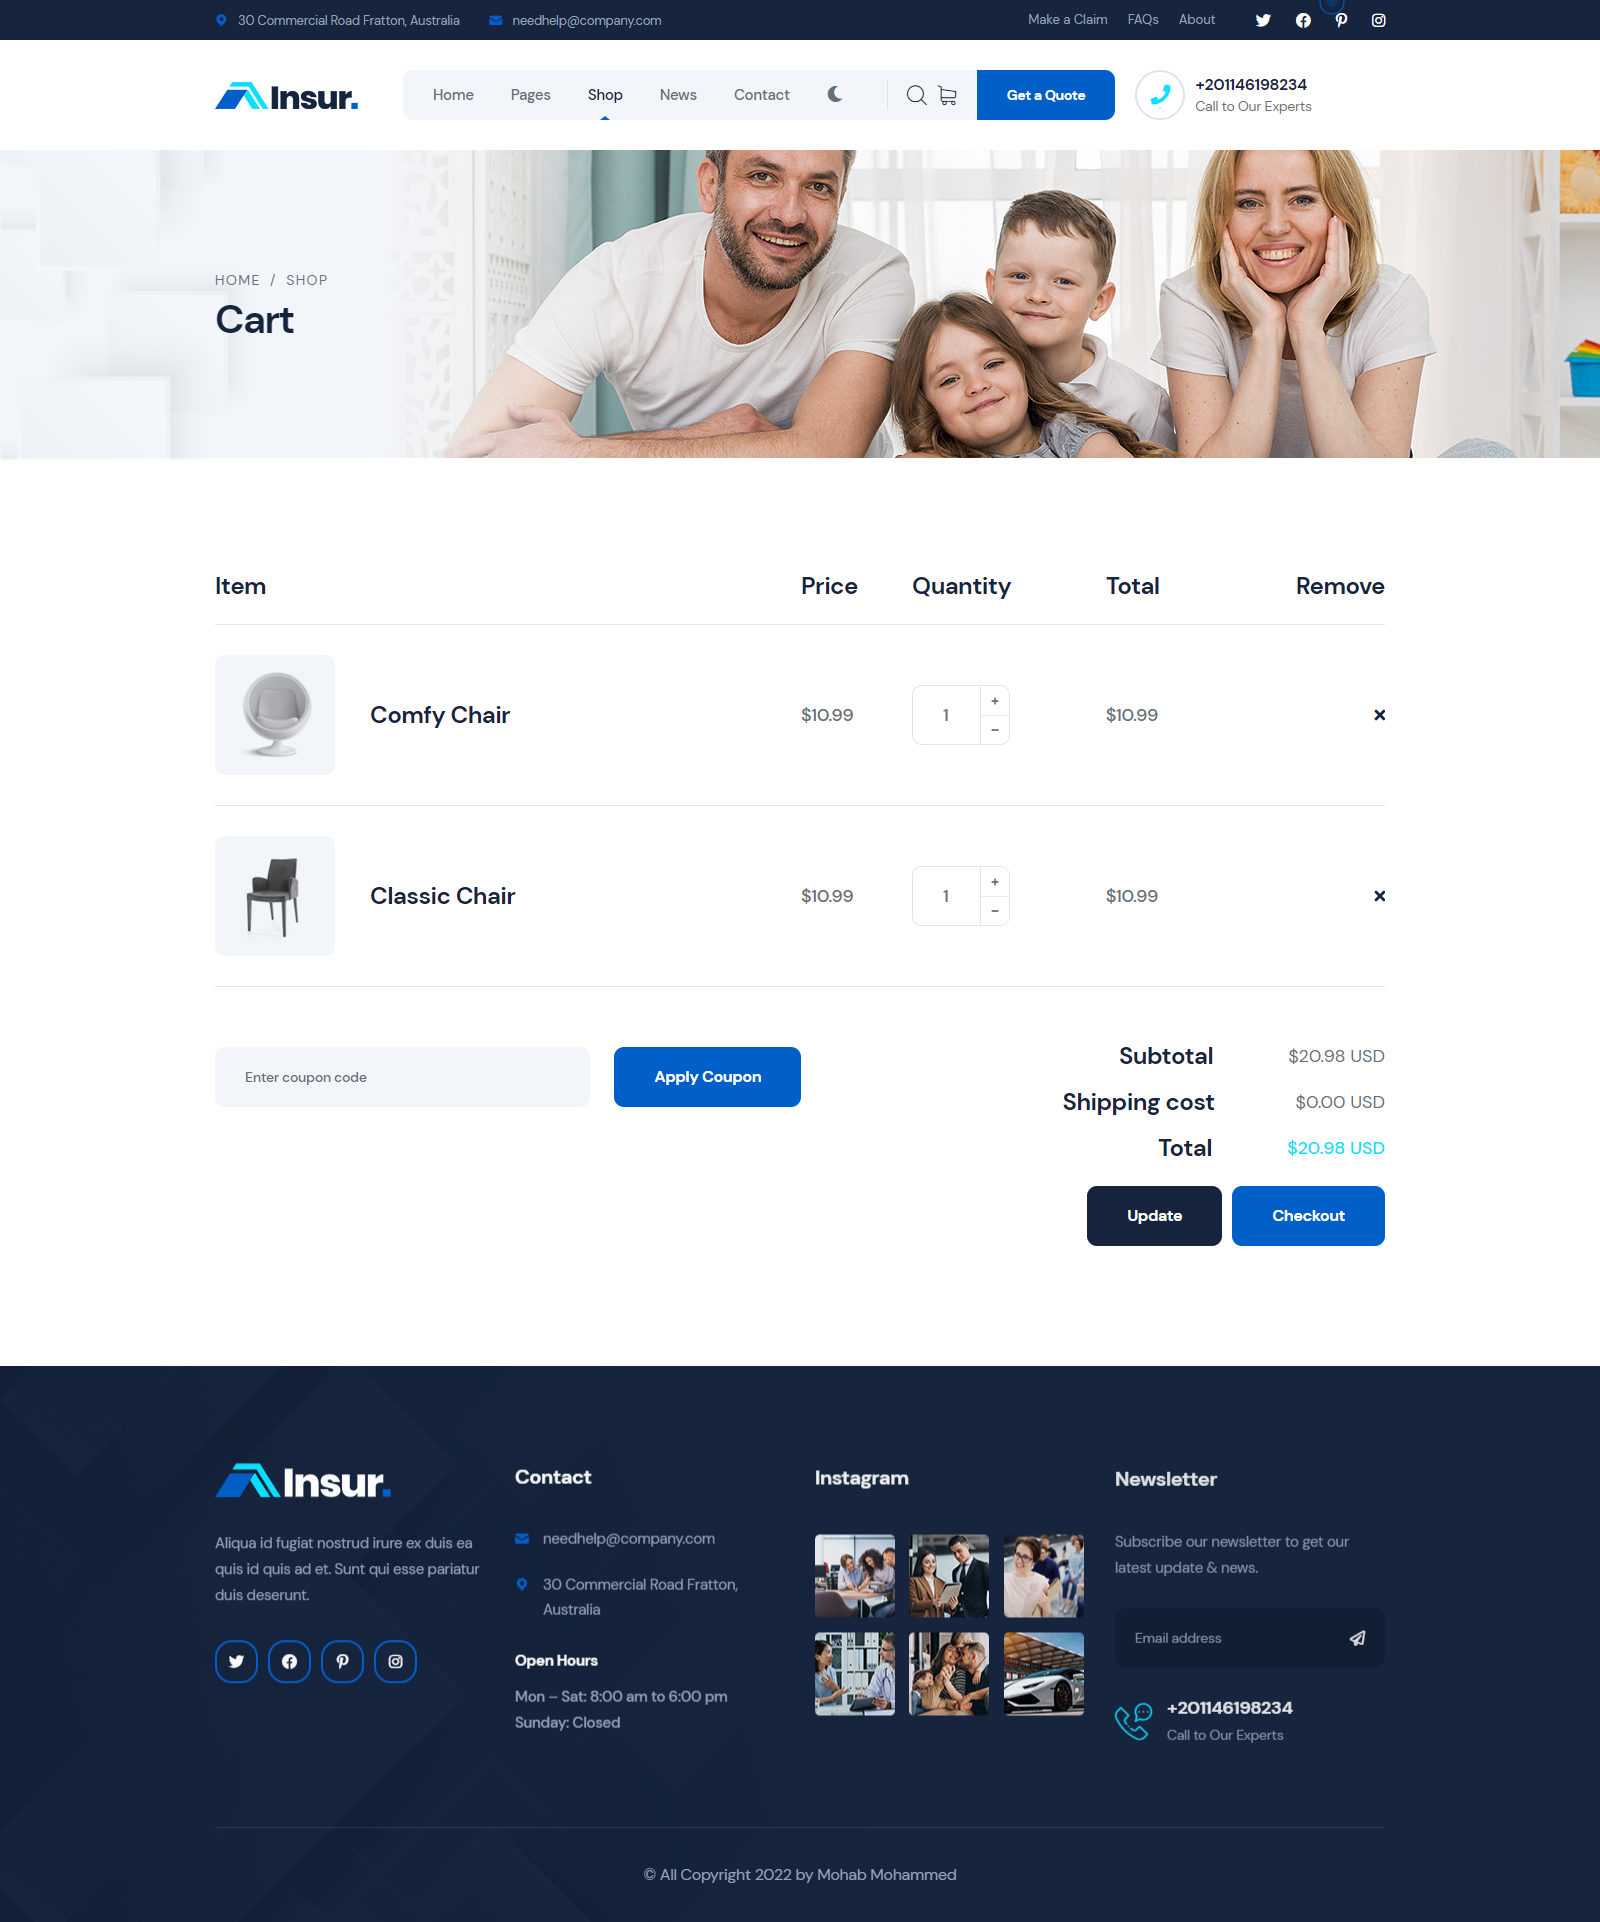 30 Commercial Road Fratton, Australia
needhelp@company.com
Make a Claim
FAQs
About
Insur.
Home
Pages
Shop
News
Contact
Get a Quote
+201146198234
Call to Our Experts
HOME / SHOP
Cart
Item
Price
Quantity
Total
Remove
Comfy Chair
$10.99
1
+
-
$10.99
Classic Chair
$10.99
1
+
-
$10.99
Enter coupon code
Apply Coupon
Subtotal
$20.98 USD
Shipping cost
$0.00 USD
Total
$20.98 USD
Update
Checkout
Insur.
Aliqua id fugiat nostrud irure ex duis ea
quis id quis ad et. Sunt qui esse pariatur
duis deserunt.
Contact
needhelp@company.com
30 Commercial Road Fratton,
Australia
Open Hours
Mon – Sat: 8:00 am to 6:00 pm
Sunday: Closed
Instagram
Newsletter
Subscribe our newsletter to get our
latest update & news.
Email address
+201146198234
Call to Our Experts
© All Copyright 2022 by Mohab Mohammed